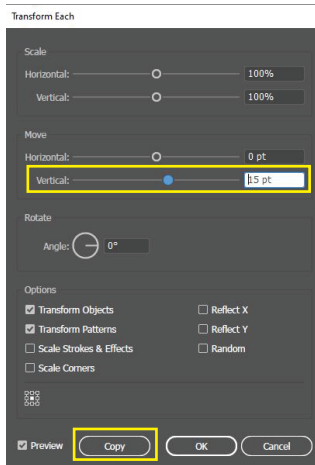 Transform Each
Scale
Horizontal: 100%
Vertical: 100%
Move
Horizontal: 0 pt
Vertical: 15 pt
Rotate
Angle: 0°
Options
Transform Objects Reflect X
Transform Patterns Reflect Y
Scale Strokes & Effects Random
Scale Corners
Preview Copy OK Cancel